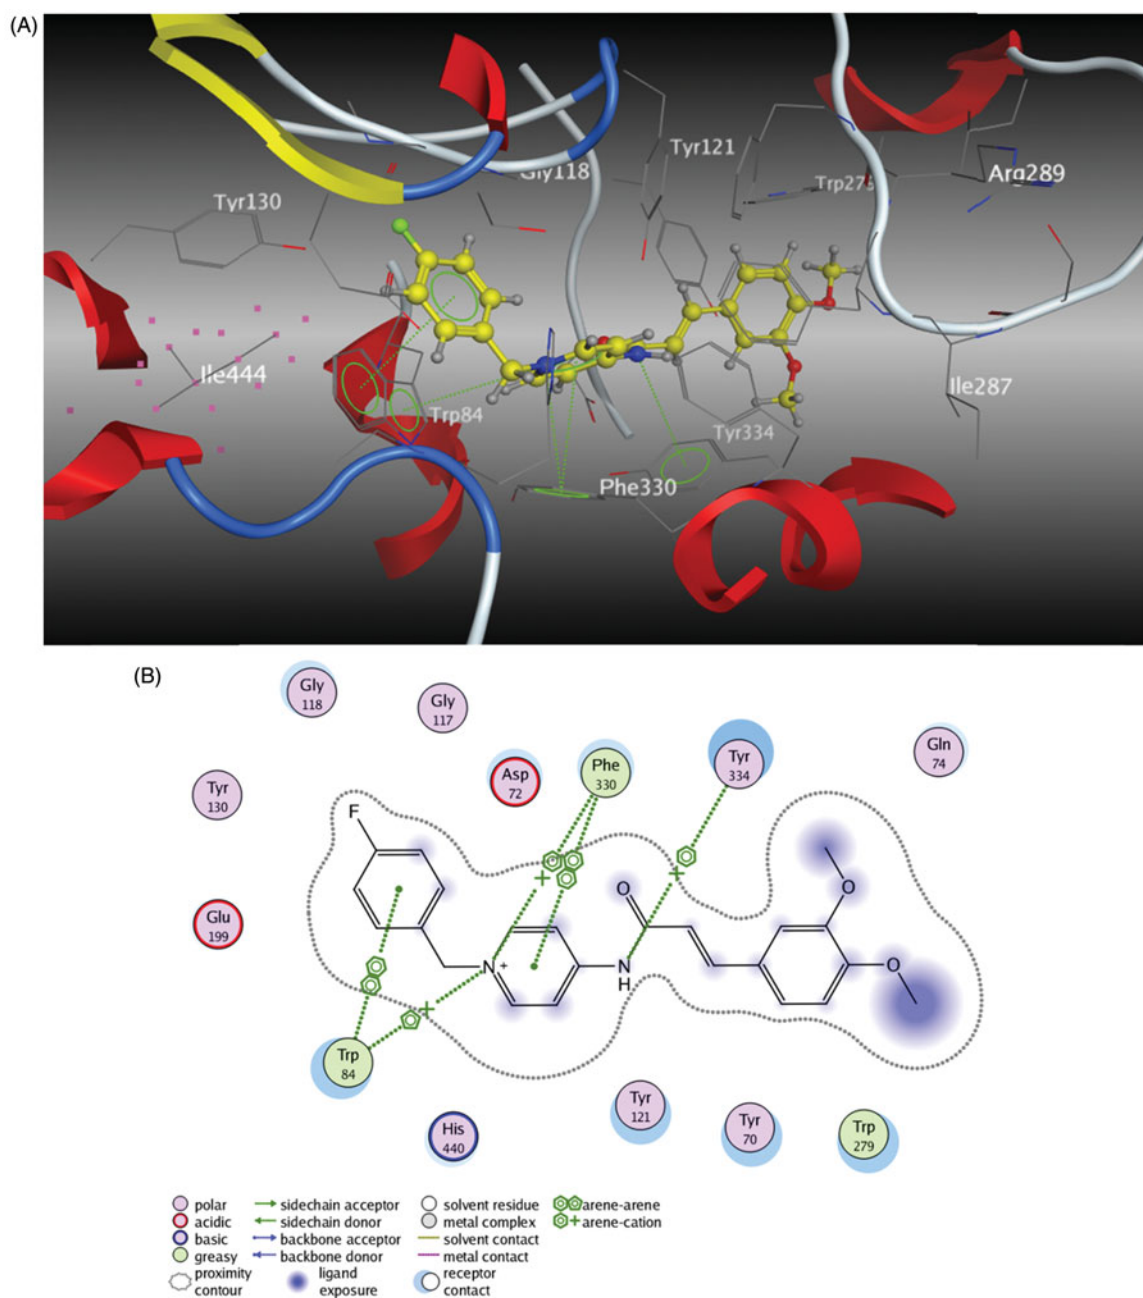 (A)
Tyr121
Gly118
Trp279
Arg289
Tyr130
Ile444
Ile287
Trp84
Tyr334
Phe330
(B)
Gly
118
Gly
117
Asp
72
Phe
330
Tyr
334
Gln
74
Tyr
130
F
O
O
Glu
199
N
+
N
H
O
Trp
84
His
440
Tyr
121
Tyr
70
Trp
279
polar
acidic
basic
greasy
proximity
contour
sidechain acceptor
sidechain donor
backbone acceptor
backbone donor
ligand
exposure
solvent residue
metal complex
solvent contact
metal contact
receptor
contact
arene-arene
arene-cation